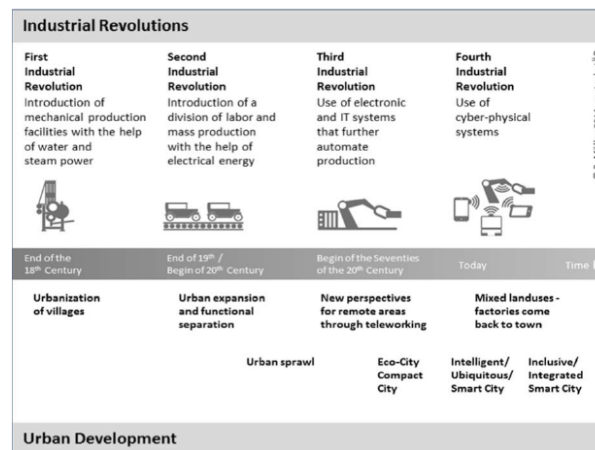 Industrial Revolutions
First
Industrial
Revolution
Introduction of
mechanical production
facilities with the help
of water and
steam power
Second
Industrial
Revolution
Introduction of a
division of labor and
mass production
with the help of
electrical energy
Third
Industrial
Revolution
Use of electronic
and IT systems
that further
automate
production
Fourth
Industrial
Revolution
Use of
cyber-physical
systems
End of the
18th Century
End of 19th /
Begin of 20th Century
Begin of the Seventies
of the 20th Century
Today
Time
Urbanization
of villages
Urban expansion
and functional
separation
New perspectives
for remote areas
through teleworking
Mixed landuses -
factories come
back to town
Urban sprawl
Eco-City
Compact
City
Intelligent/
Ubiquitous/
Smart City
Inclusive/
Integrated
Smart City
Urban Development